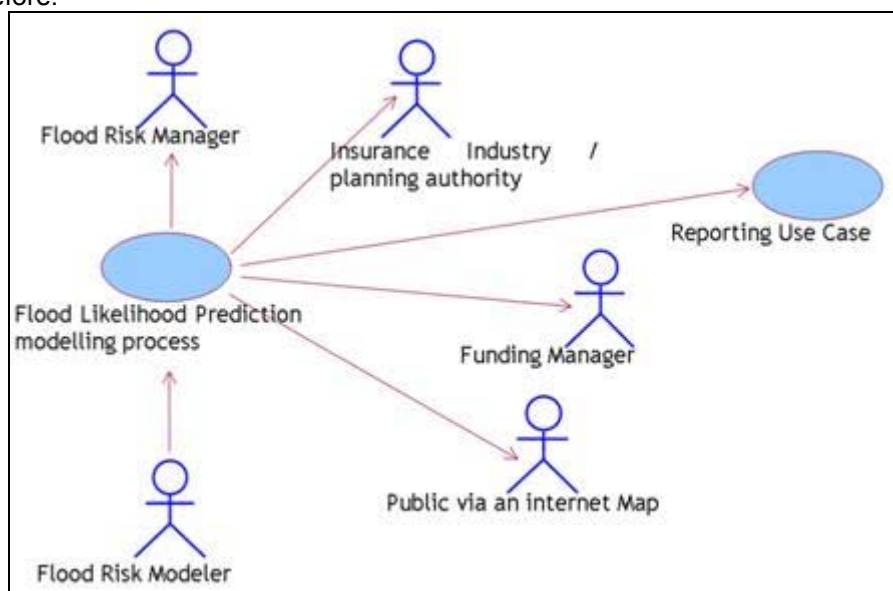 Flood Risk Manager
Insurance Industry /
planning authority
Reporting Use Case
Flood Likelihood Prediction
modelling process
Funding Manager
Public via an internet Map
Flood Risk Modeler